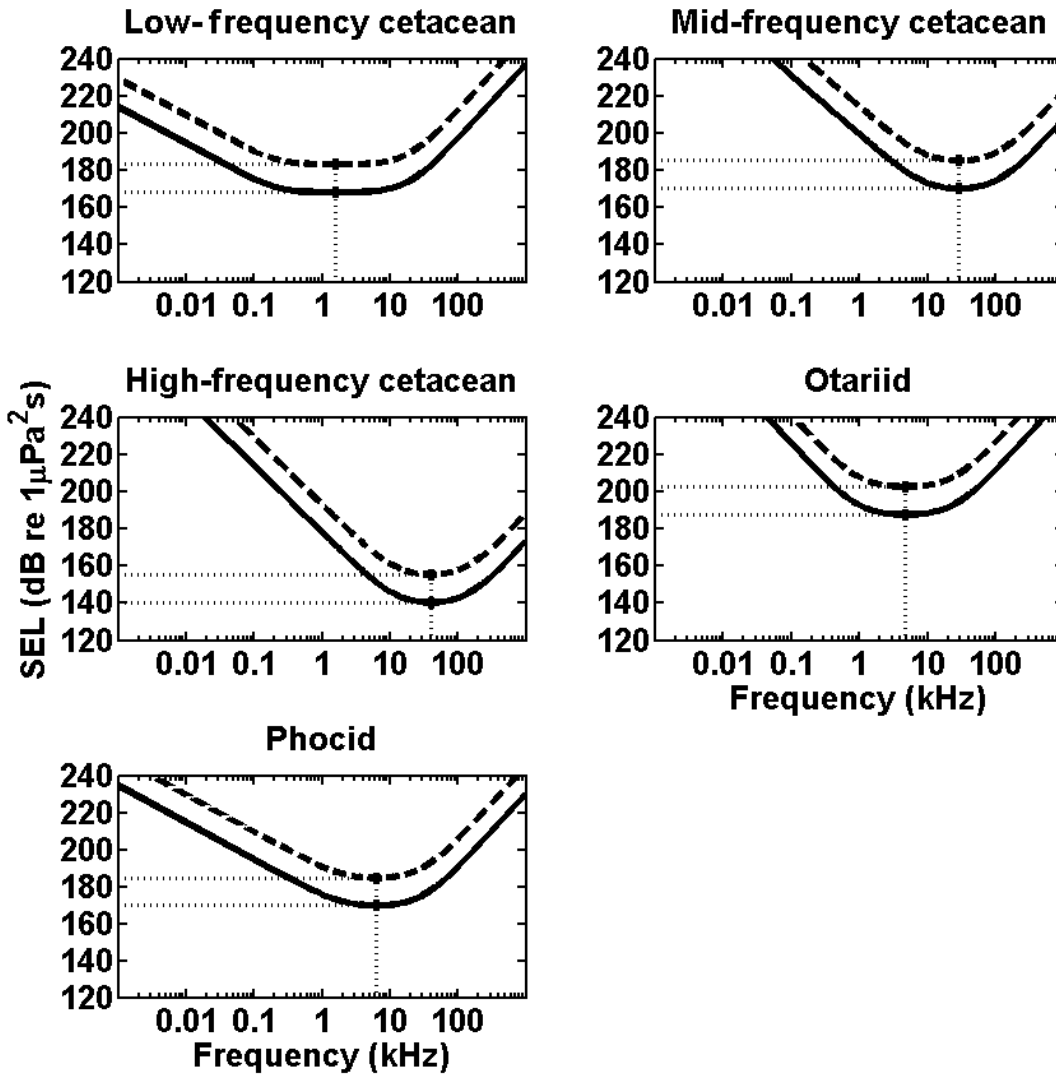 Low-frequency cetacean
240
220
200
180
160
140
120
0.01 0.1 1 10 100
Mid-frequency cetacean
240
220
200
180
160
140
120
0.01 0.1 1 10 100
High-frequency cetacean
SEL (dB re 1µPa²s)
240
220
200
180
160
140
120
0.01 0.1 1 10 100
Otariid
240
220
200
180
160
140
120
0.01 0.1 1 10 100
Frequency (kHz)
Phocid
240
220
200
180
160
140
120
0.01 0.1 1 10 100
Frequency (kHz)